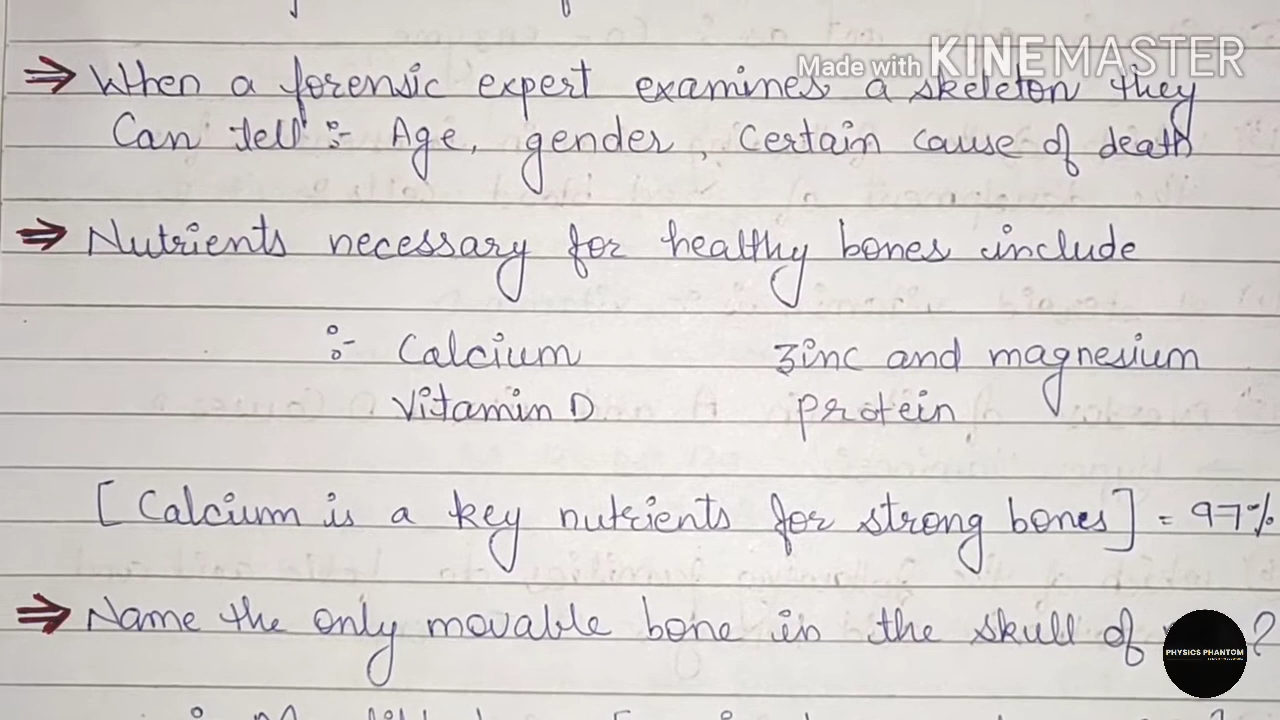 Made with KINEMASTER
⇒ When a forensic expert examines a skeleton they
Can tell :- Age, gender, Certain cause of death
⇒ Nutrients necessary for healthy bones include
:- Calcium Zinc and magnesium
Vitamin D protein
[Calcium is a key nutrients for strong bones] = 97%
⇒ Name the only movable bone in the skull of ?
PHYSICS PHANTOM